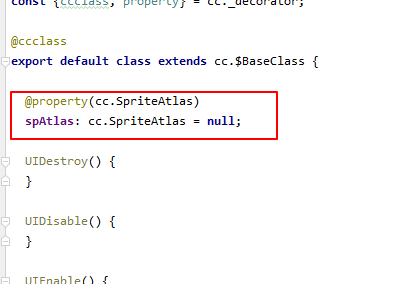 const {ccclass, property} = cc._decorator;
@ccclass
export default class extends cc.$BaseClass {
@property(cc.SpriteAtlas)
spAtlas: cc.SpriteAtlas = null;
UIDestroy() {
}
UIDisable() {
}
UIEnable() {